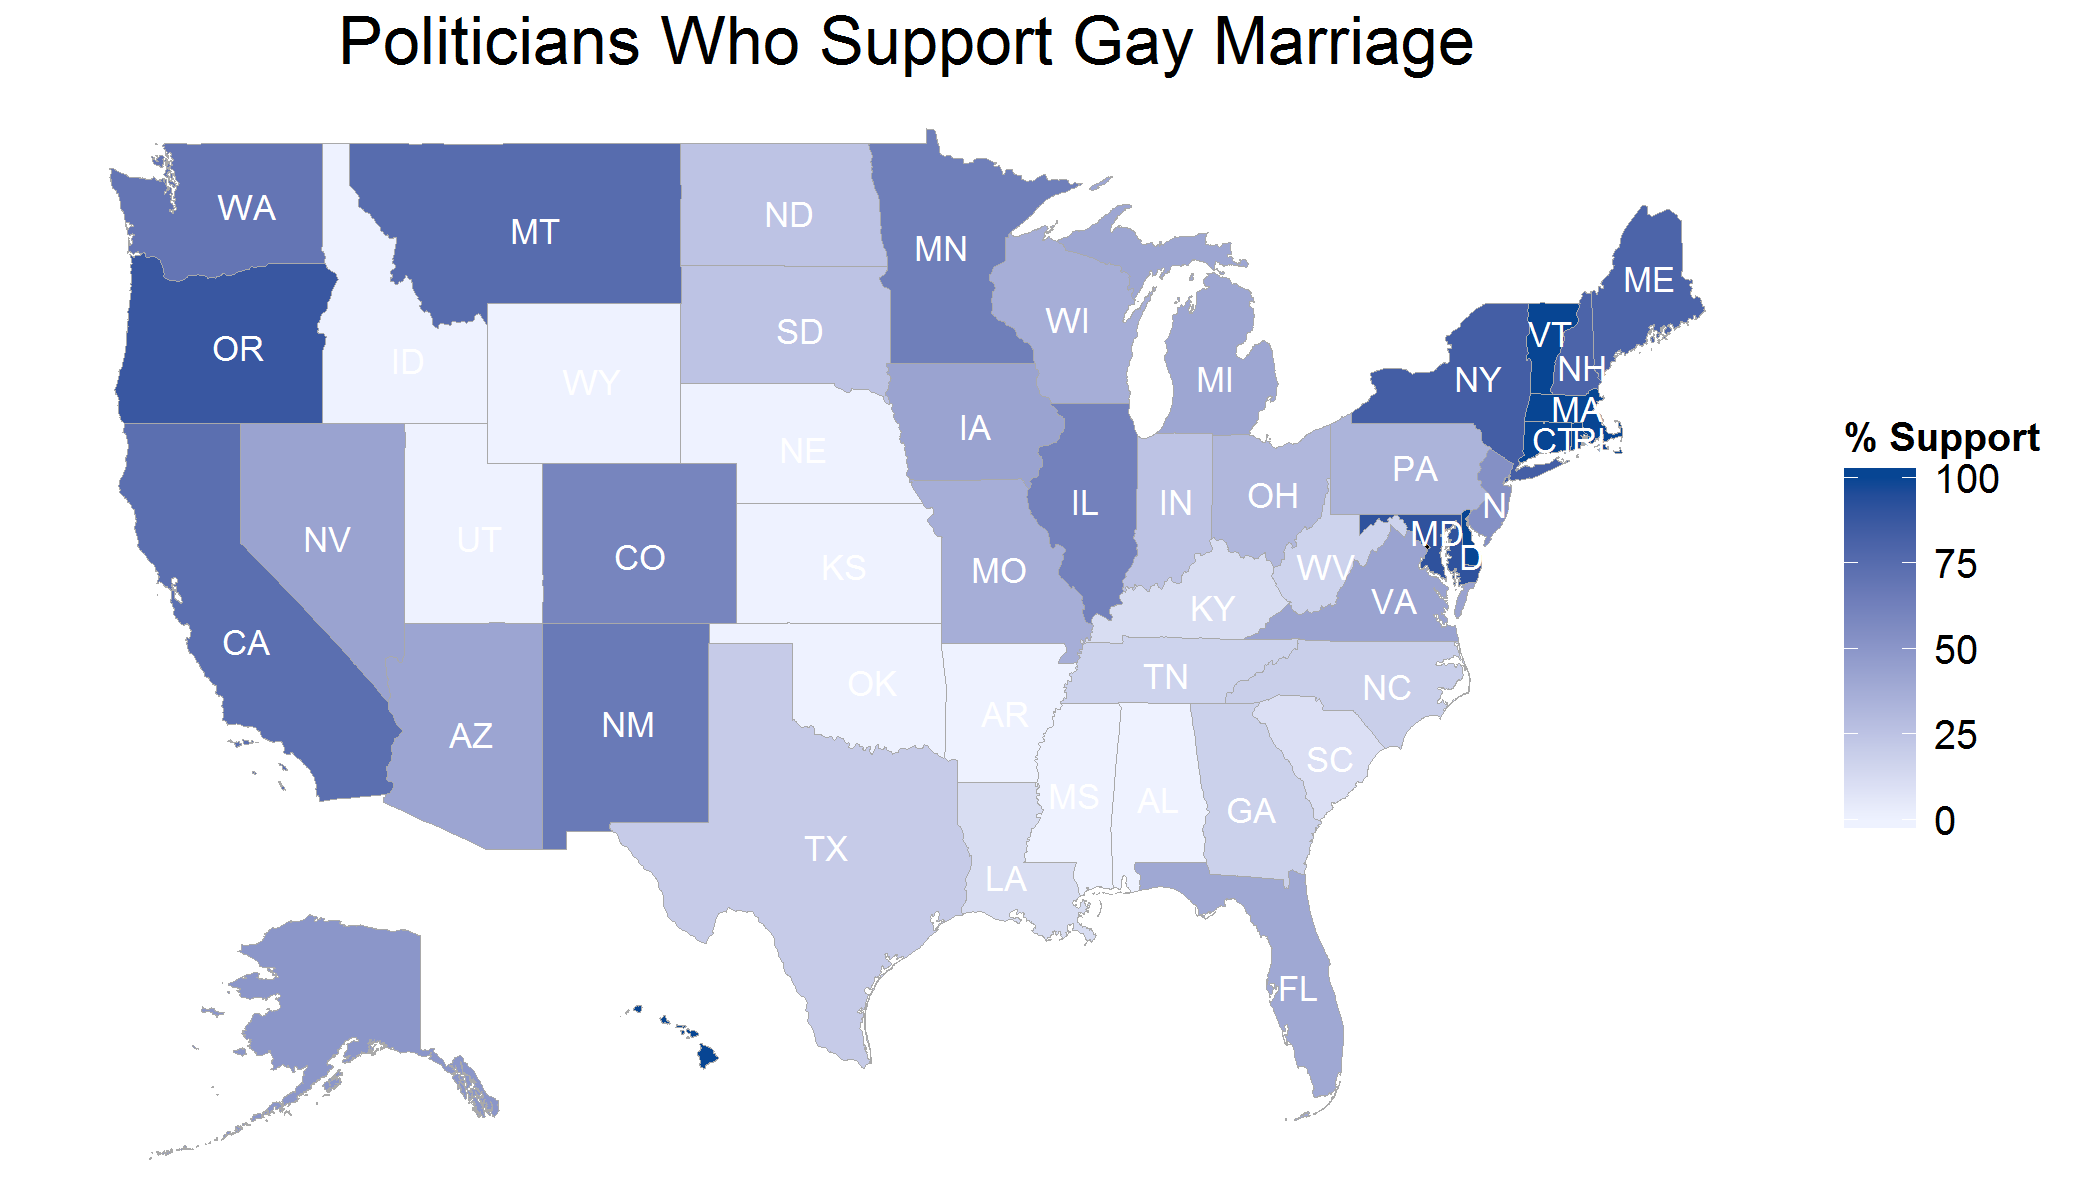 Politicians Who Support Gay Marriage
WA
MT
ND
MN
ME
OR
ID
WY
SD
WI
MI
NY
VT
NH
MA
CT
RI
NE
IA
PA
N
NV
UT
CO
KS
MO
IL
IN
OH
WV
MD
D
VA
KY
CA
AZ
NM
OK
AR
TN
NC
SC
TX
LA
MS
AL
GA
FL
% Support
100
75
50
25
0